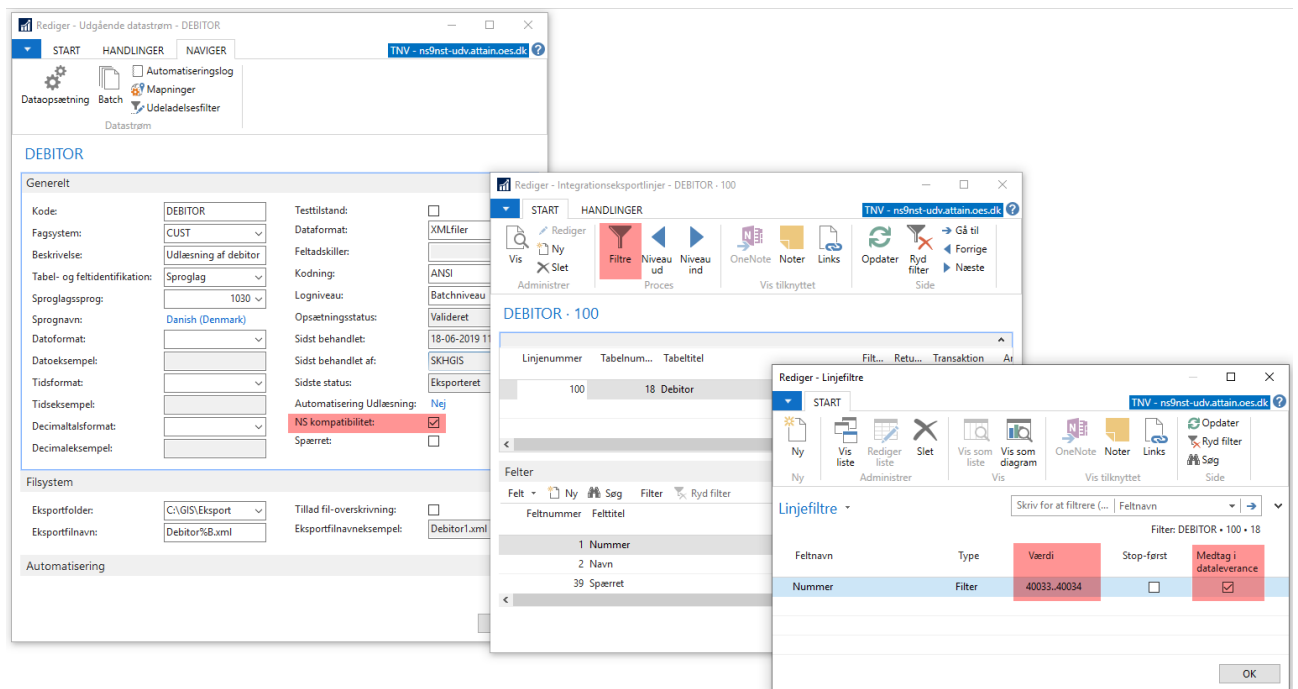 Rediger - Udgående datastrøm - DEBITOR
START HANDLINGER NAVIGER TNV - ns9nst-udv.attain.oes.dk
Dataopsætning Batch Automatiseringslog
Mapninger
Udeladelsesfilter
Datastrøm
DEBITOR
Generelt
Kode: DEBITOR Testtilstand:
Fagsystem: CUST Dataformat: XMLfiler
Beskrivelse: Udlæsning af debitor Feltadskiller:
Tabel- og feltidentifikation: Sproglag Kodning: ANSI
Sproglagssprog: 1030 Logniveau: Batchniveau
Sprognavn: Danish (Denmark) Opsætningsstatus: Valideret
Datoformat: Sidst behandlet: 18-06-2019 11
Datoeksempel: Sidst behandlet af: SKHGIS
Tidsformat: Sidste status: Eksporteret
Tidseksempel: Automatisering Udlæsning: Nej
Decimaltalsformat: NS kompatibilitet:
Decimaleksempel: Spærret:
Filsystem
Eksportfolder: C:\GIS\Eksport Tillad fil-overskrivning:
Eksportfilnavn: Debitor%B.xml Eksportfilnavneksempel: Debitor1.xml
Automatisering
Rediger - Integrationseksportlinjer - DEBITOR · 100
START HANDLINGER TNV - ns9nst-udv.attain.oes.dk
Vis Rediger Ny Slet Filtre Niveau ud Niveau ind OneNote Noter Links Opdater Ryd filter Gå til Forrige Næste
Administrer Proces Vis tilknyttet Side
DEBITOR · 100
Linjenummer Tabelnum... Tabeltitel Filt... Retu... Transaktion
100 18 Debitor
Felter
Felt Ny Søg Filter Ryd filter
Feltnummer Felttitel
1 Nummer
2 Navn
39 Spærret
Rediger - Linjefiltre
START TNV - ns9nst-udv.attain.oes.dk
Ny Vis liste Rediger liste Slet Vis som liste Vis som diagram OneNote Noter Links Opdater Ryd filter Søg
Ny Administrer Vis Vis tilknyttet Side
Linjefiltre Skriv for at filtrere (... Feltnavn
Filter: DEBITOR • 100 • 18
Feltnavn Type Værdi Stop-først Medtag i
dataleverance
Nummer Filter 40033..40034
OK